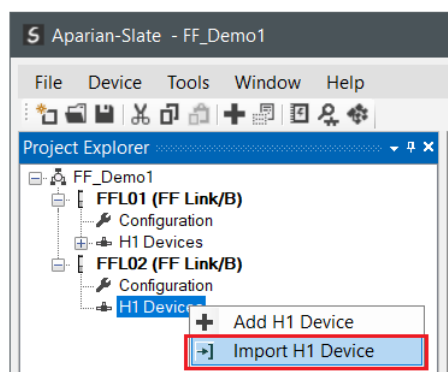 S Aparian-Slate - FF_Demo1
File Device Tools Window Help
Project Explorer
FF_Demo1
FFL01 (FF Link/B)
Configuration
H1 Devices
FFL02 (FF Link/B)
Configuration
H1 Devices
Add H1 Device
Import H1 Device